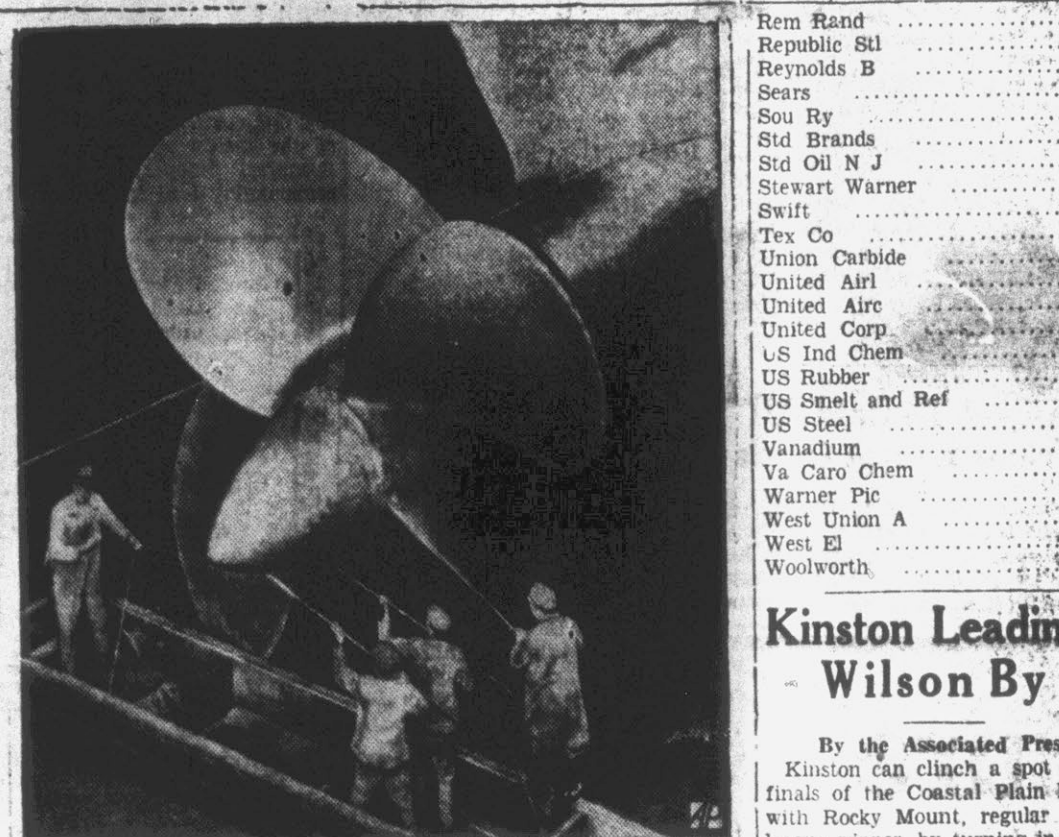 Rem Rand ..........
Republic Stl ..........
Reynolds B ..........
Sears ..........
Sou Ry ..........
Std Brands ..........
Std Oil N J ..........
Stewart Warner ..........
Swift ..........
Tex Co ..........
Union Carbide ..........
United Airl ..........
United Airc ..........
United Corp ..........
US Ind Chem ..........
US Rubber ..........
US Smelt and Ref ..........
US Steel ..........
Vanadium ..........
Va Caro Chem ..........
Warner Pic ..........
West Union A ..........
West El ..........
Woolworth ..........
Kinston Leadin
Wilson By
By the Associated Pres
Kinston can clinch a spot
finals of the Coastal Plain
with Rocky Mount, regular